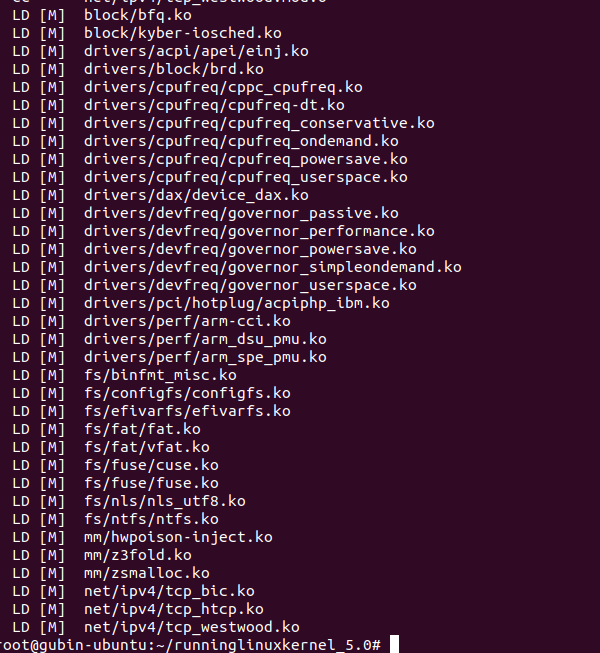 net/ipv4/tcp_westwood.mod.o
LD [M] block/bfq.ko
LD [M] block/kyber-iosched.ko
LD [M] drivers/acpi/apei/einj.ko
LD [M] drivers/block/brd.ko
LD [M] drivers/cpufreq/cppc_cpufreq.ko
LD [M] drivers/cpufreq/cpufreq-dt.ko
LD [M] drivers/cpufreq/cpufreq_conservative.ko
LD [M] drivers/cpufreq/cpufreq_ondemand.ko
LD [M] drivers/cpufreq/cpufreq_powersave.ko
LD [M] drivers/cpufreq/cpufreq_userspace.ko
LD [M] drivers/dax/device_dax.ko
LD [M] drivers/devfreq/governor_passive.ko
LD [M] drivers/devfreq/governor_performance.ko
LD [M] drivers/devfreq/governor_powersave.ko
LD [M] drivers/devfreq/governor_simpleondemand.ko
LD [M] drivers/devfreq/governor_userspace.ko
LD [M] drivers/pci/hotplug/acpiphp_ibm.ko
LD [M] drivers/perf/arm-cci.ko
LD [M] drivers/perf/arm_dsu_pmu.ko
LD [M] drivers/perf/arm_spe_pmu.ko
LD [M] fs/binfmt_misc.ko
LD [M] fs/configfs/configfs.ko
LD [M] fs/efivarfs/efivarfs.ko
LD [M] fs/fat/fat.ko
LD [M] fs/fat/vfat.ko
LD [M] fs/fuse/cuse.ko
LD [M] fs/fuse/fuse.ko
LD [M] fs/nls/nls_utf8.ko
LD [M] fs/ntfs/ntfs.ko
LD [M] mm/hwpoison-inject.ko
LD [M] mm/z3fold.ko
LD [M] mm/zsmalloc.ko
LD [M] net/ipv4/tcp_bic.ko
LD [M] net/ipv4/tcp_htcp.ko
LD [M] net/ipv4/tcp_westwood.ko
root@gubin-ubuntu:~/runninglinuxkernel_5.0#